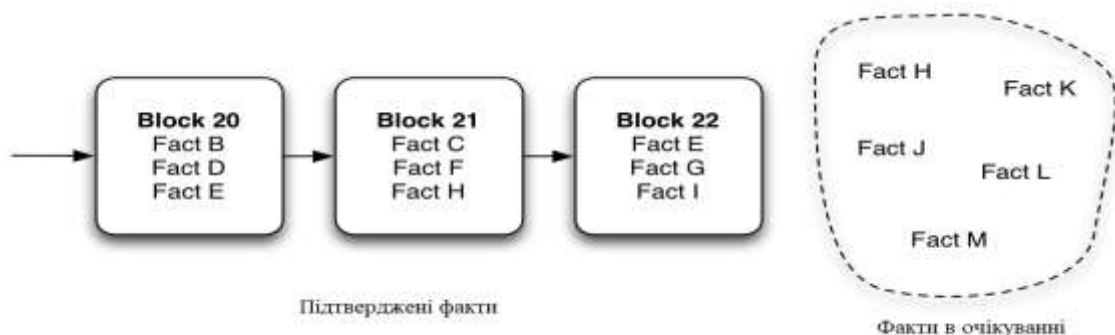 Block 20
Fact B
Fact D
Fact E
Block 21
Fact C
Fact F
Fact H
Block 22
Fact E
Fact G
Fact I
Fact H
Fact K
Fact J
Fact L
Fact M
Підтверджені факти
Факти в очікуванні